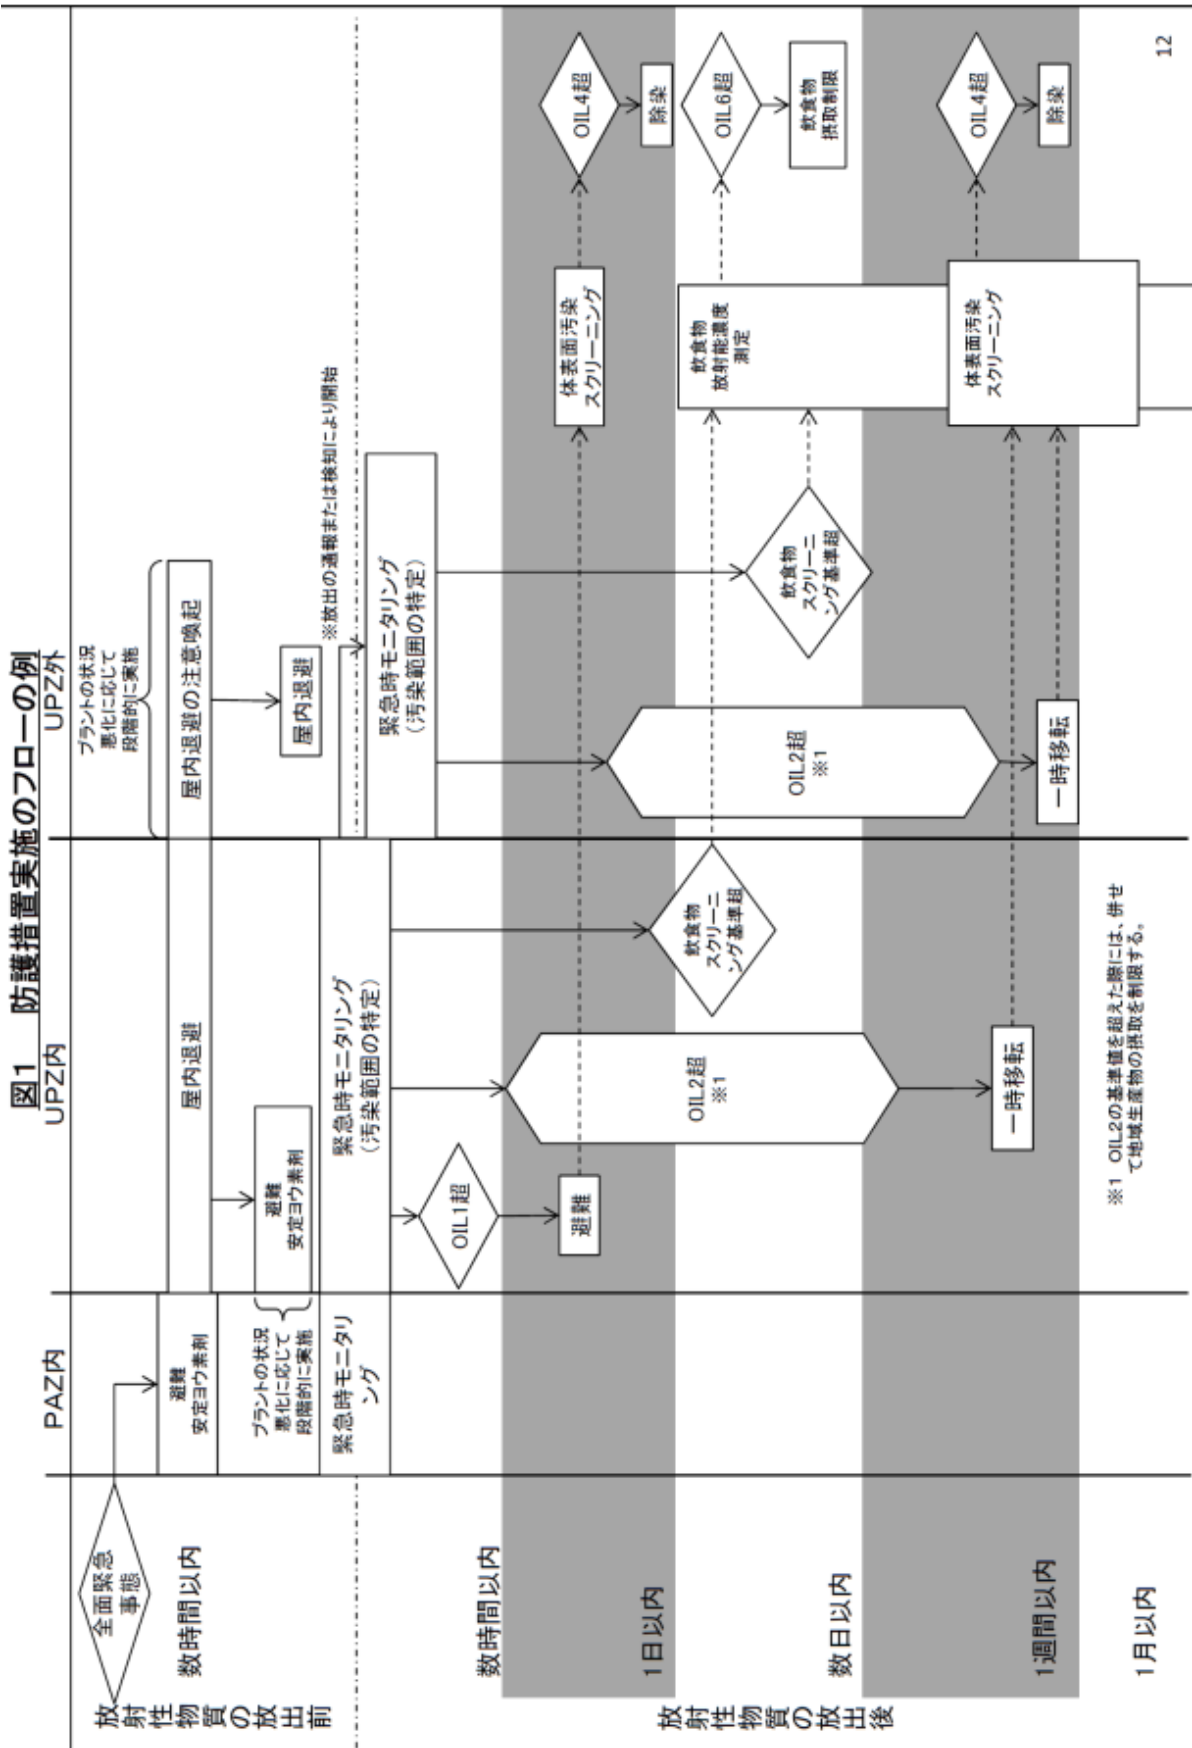 図1　防護措置実施のフローの例
PAZ内
UPZ内
UPZ外
放射性物質の放出前
全面緊急
事態
数時間以内
避難
安定ヨウ素剤
屋内退避
プラントの状況
悪化に応じて
段階的に実施
屋内退避の注意喚起
プラントの状況
悪化に応じて
段階的に実施
避難
安定ヨウ素剤
屋内退避
※放出の通報または検知により開始
放射性物質の放出後
緊急時モニタリ
ング
緊急時モニタリング
（汚染範囲の特定）
緊急時モニタリング
（汚染範囲の特定）
数時間以内
OIL1超
1日以内
避難
体表面汚染
スクリーニング
OIL4超
除染
数日以内
OIL2超
※1
飲食物
スクリーニ
ング基準超
OIL2超
※1
飲食物
スクリーニ
ング基準超
飲食物
放射能濃度
測定
OIL6超
飲食物
摂取制限
1週間以内
一時移転
一時移転
体表面汚染
スクリーニング
OIL4超
除染
1月以内
※1　OIL2の基準値を超えた際には、併せ
て地域生産物の摂取を制限する。
12